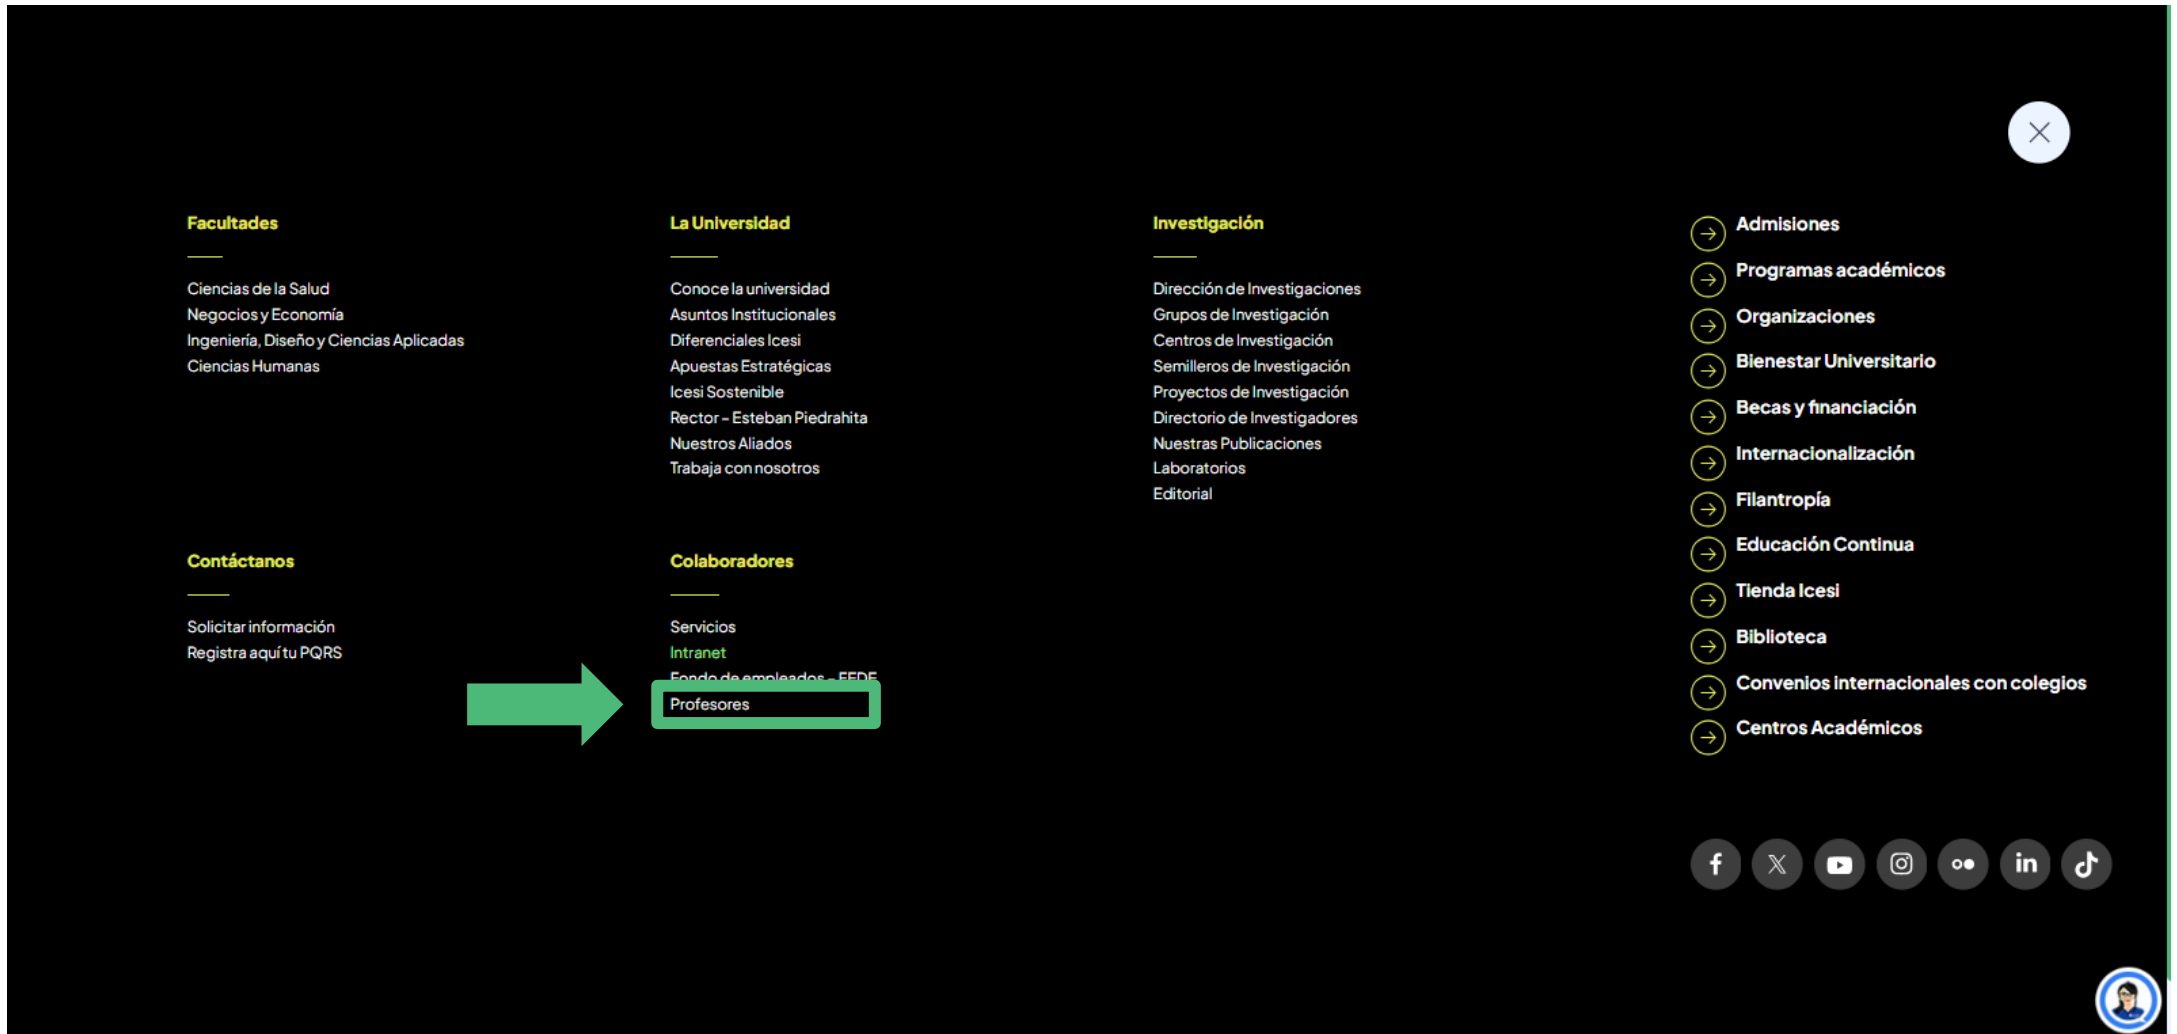 Facultades
Ciencias de la Salud
Negocios y Economía
Ingeniería, Diseño y Ciencias Aplicadas
Ciencias Humanas
La Universidad
Conoce la universidad
Asuntos Institucionales
Diferenciales Icesi
Apuestas Estratégicas
Icesi Sostenible
Rector – Esteban Piedrahita
Nuestros Aliados
Trabaja con nosotros
Investigación
Dirección de Investigaciones
Grupos de Investigación
Centros de Investigación
Semilleros de Investigación
Proyectos de Investigación
Directorio de Investigadores
Nuestras Publicaciones
Laboratorios
Editorial
Contáctanos
Solicitar información
Registra aquí tu PQRS
Colaboradores
Servicios
Intranet
Fondo de empleados –
Profesores
Admisiones
Programas académicos
Organizaciones
Bienestar Universitario
Becas y financiación
Internacionalización
Filantropía
Educación Continua
Tienda Icesi
Biblioteca
Convenios internacionales con colegios
Centros Académicos